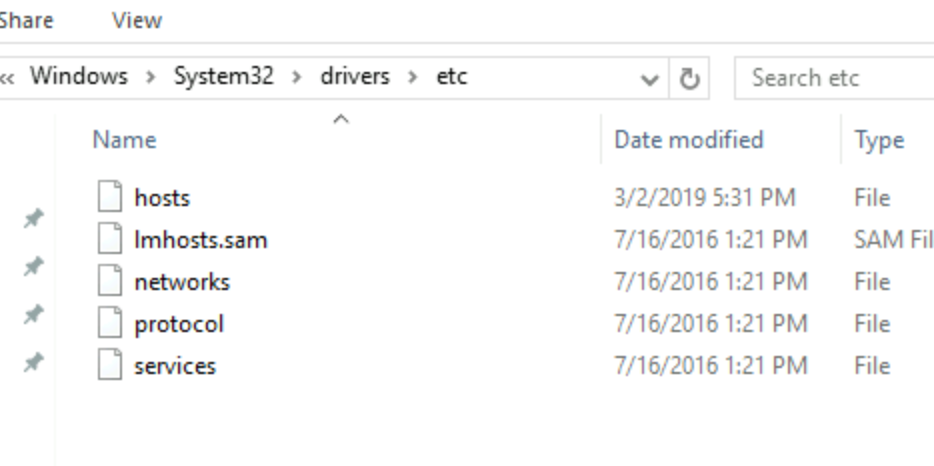 Share View
« Windows > System32 > drivers > etc Search etc
Name Date modified Type
hosts 3/2/2019 5:31 PM File
lmhosts.sam 7/16/2016 1:21 PM SAM Fil
networks 7/16/2016 1:21 PM File
protocol 7/16/2016 1:21 PM File
services 7/16/2016 1:21 PM File